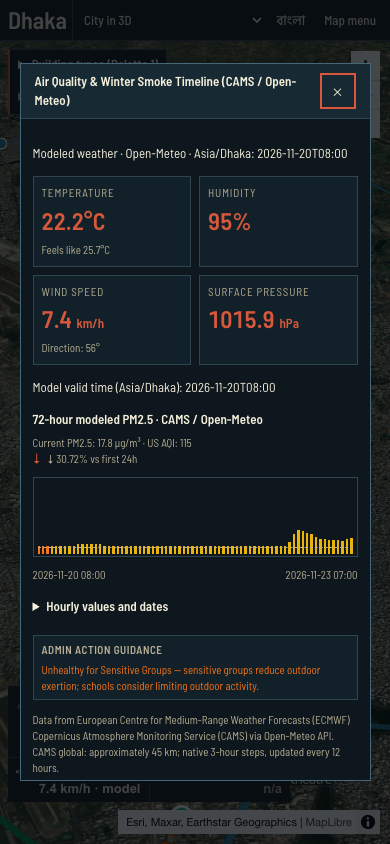 Dhaka City in 3D বাংলা Map menu
Air Quality & Winter Smoke Timeline (CAMS / Open-
Meteo)
×
Modeled weather · Open-Meteo · Asia/Dhaka: 2026-11-20T08:00
TEMPERATURE
22.2°C
Feels like 25.7°C
HUMIDITY
95%
WIND SPEED
7.4 km/h
Direction: 56°
SURFACE PRESSURE
1015.9 hPa
Model valid time (Asia/Dhaka): 2026-11-20T08:00
72-hour modeled PM2.5 · CAMS / Open-Meteo
Current PM2.5: 17.8 µg/m³ · US AQI: 115
↓ ↓ 30.72% vs first 24h
2026-11-20 08:00 2026-11-23 07:00
▶ Hourly values and dates
ADMIN ACTION GUIDANCE
Unhealthy for Sensitive Groups — sensitive groups reduce outdoor
exertion; schools consider limiting outdoor activity.
Data from European Centre for Medium-Range Weather Forecasts (ECMWF)
Copernicus Atmosphere Monitoring Service (CAMS) via Open-Meteo API.
CAMS global: approximately 45 km; native 3-hour steps, updated every 12
hours.
7.4 km/h · model n/a
Esri, Maxar, Earthstar Geographics | MapLibre